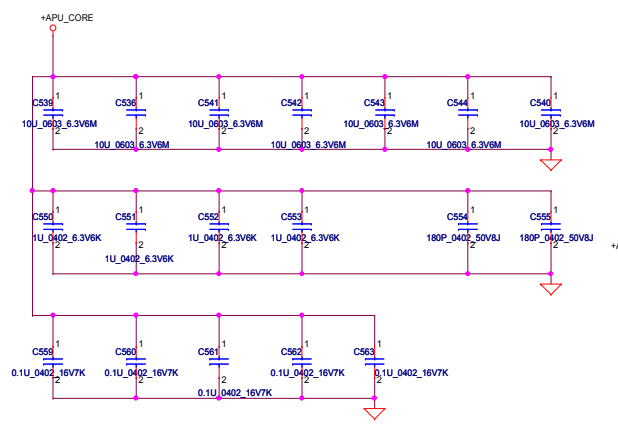 +APU_CORE
1 1 1 1 1 1 1
C539 C536 C541 C542 C543 C544 C540
10U_0603_6.3V6M 10U_0603_6.3V6M 10U_0603_6.3V6M 10U_0603_6.3V6M
2 2 2 2 2 2 2
10U_0603_6.3V6M 10U_0603_6.3V6M 10U_0603_6.3V6M
1 1 1 1 1 1
C550 C551 C552 C553 C554 C555
1U_0402_6.3V6K 1U_0402_6.3V6K 1U_0402_6.3V6K 180P_0402_50V8J 180P_0402_50V8J
2 2 2 2 2 2
+A
1U_0402_6.3V6K
1 1 1 1 1
C559 C560 C561 C562 C563
0.1U_0402_16V7K 0.1U_0402_16V7K 0.1U_0402_16V7K 0.1U_0402_16V7K
2 2 2 2 2
0.1U_0402_16V7K